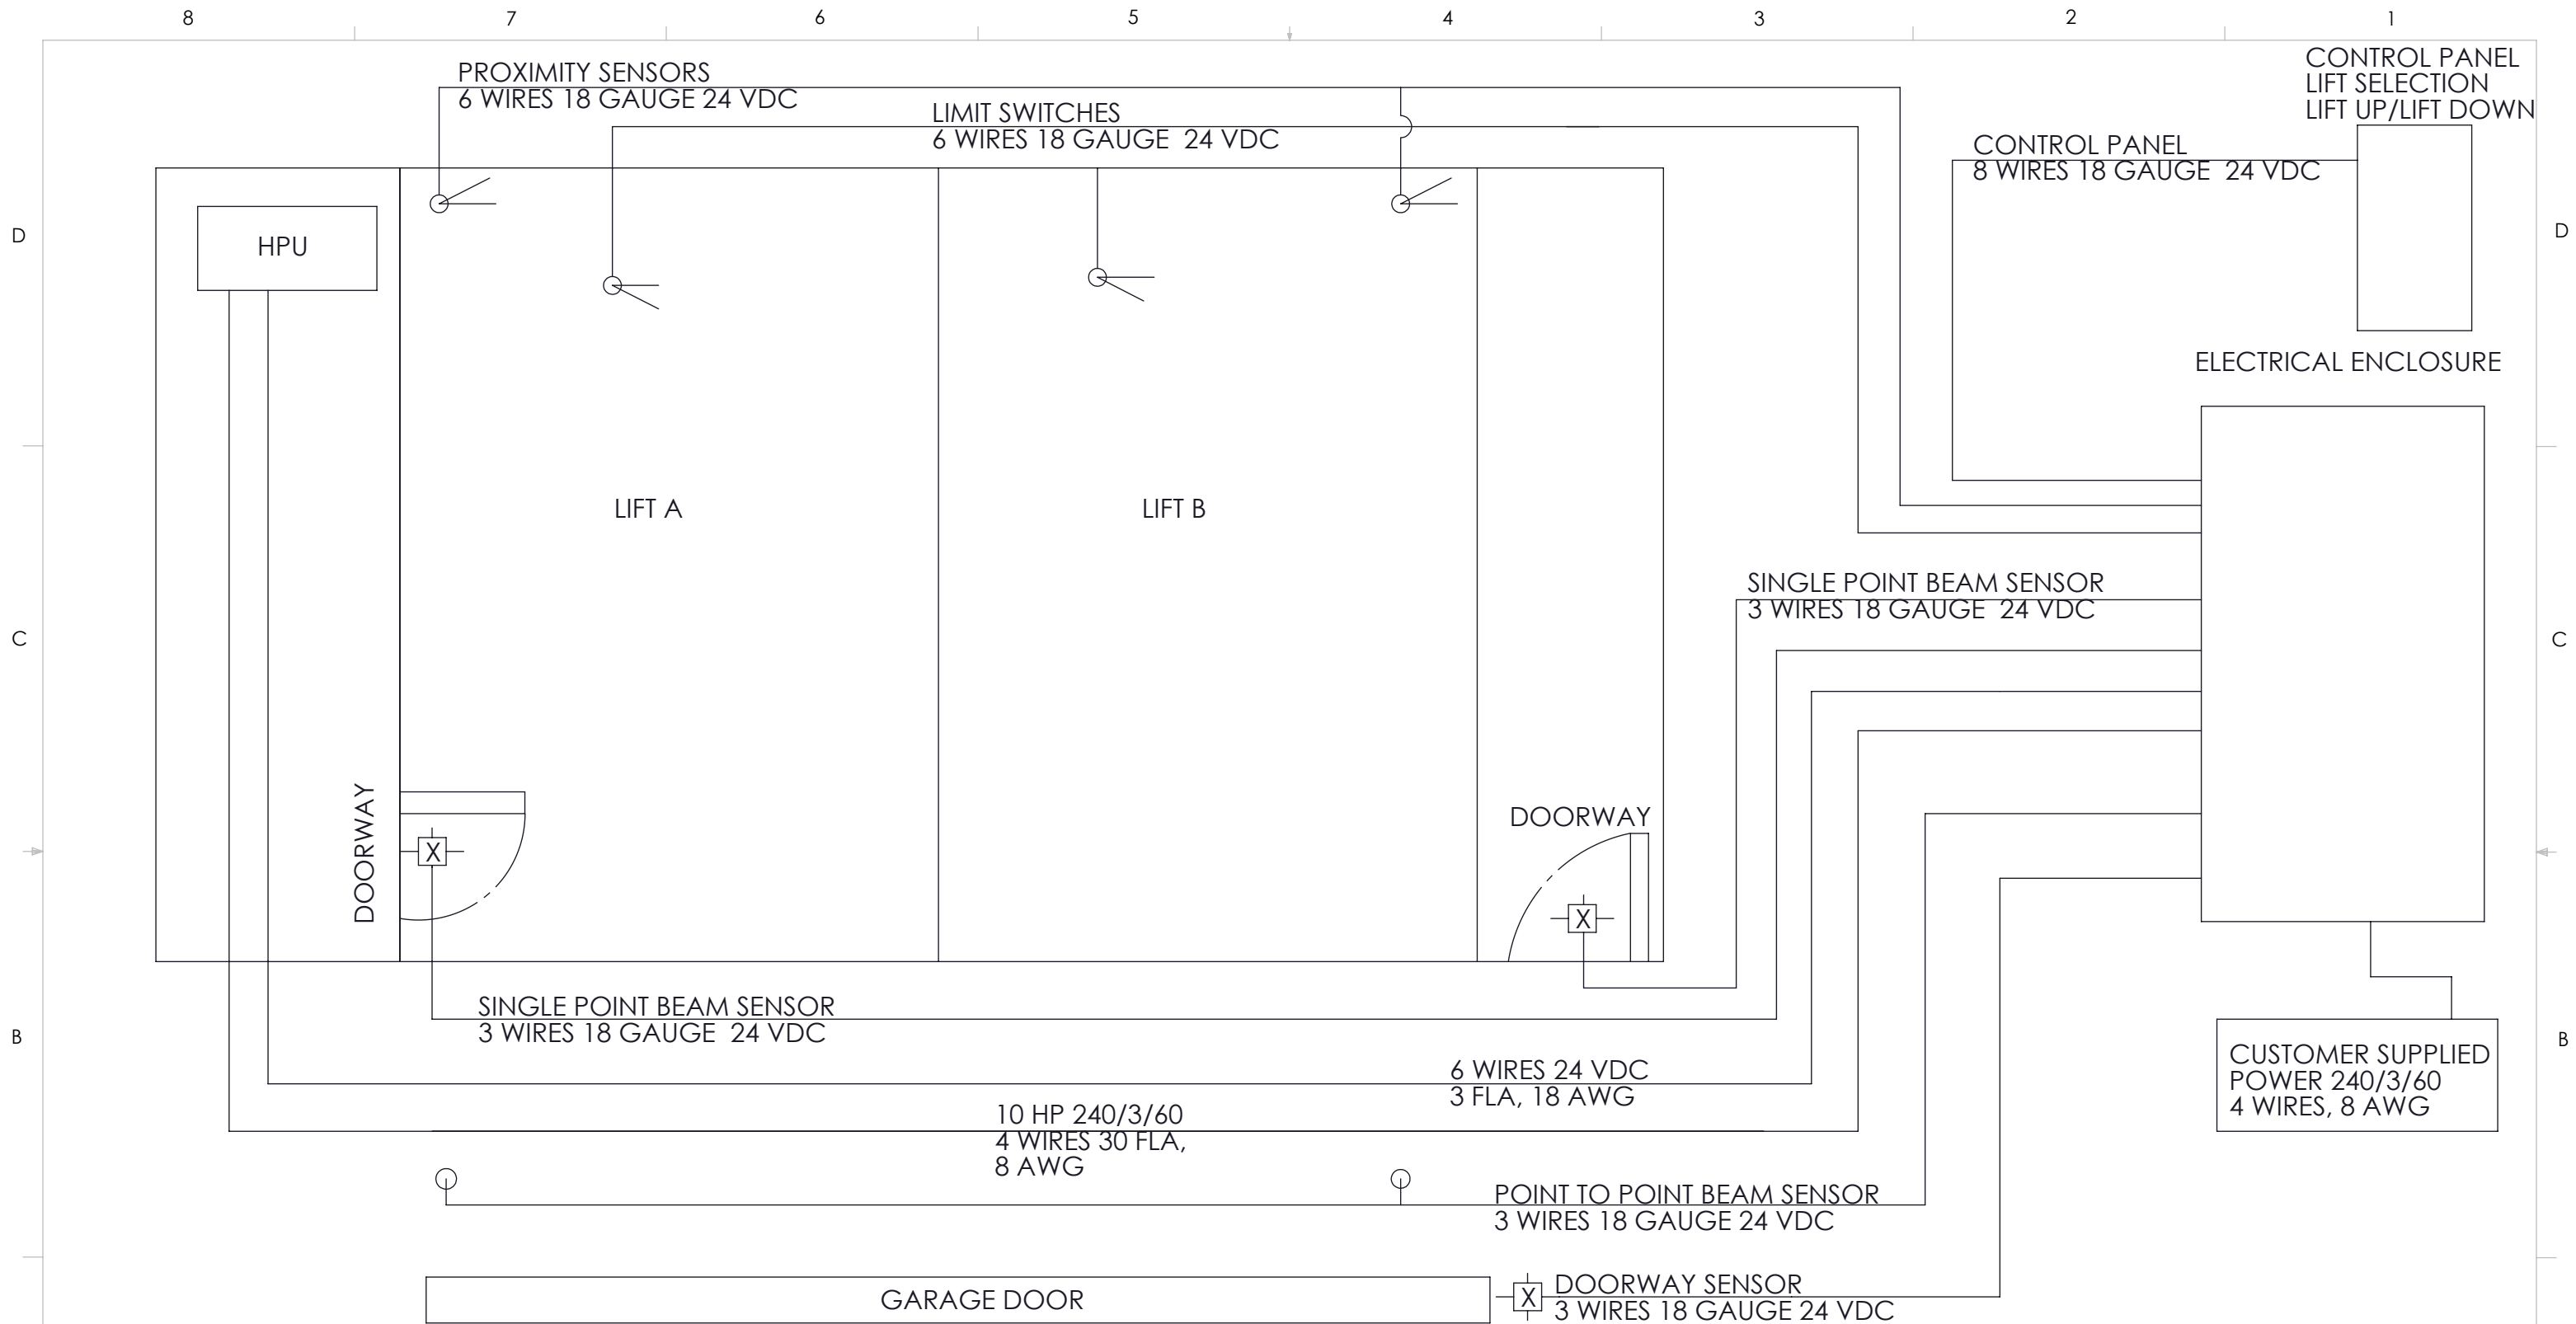 8 7 6 5 4 3 2 1
CONTROL PANEL
LIFT SELECTION
LIFT UP/LIFT DOWN
PROXIMITY SENSORS
6 WIRES 18 GAUGE 24 VDC
LIMIT SWITCHES
6 WIRES 18 GAUGE  24 VDC
CONTROL PANEL
8 WIRES 18 GAUGE  24 VDC
D
HPU
D
ELECTRICAL ENCLOSURE
LIFT A
LIFT B
SINGLE POINT BEAM SENSOR
3 WIRES 18 GAUGE  24 VDC
C
C
DOORWAY
X
DOORWAY
X
SINGLE POINT BEAM SENSOR
3 WIRES 18 GAUGE  24 VDC
B
B
6 WIRES 24 VDC
3 FLA, 18 AWG
CUSTOMER SUPPLIED
POWER 240/3/60
4 WIRES, 8 AWG
10 HP 240/3/60
4 WIRES 30 FLA,
8 AWG
POINT TO POINT BEAM SENSOR
3 WIRES 18 GAUGE 24 VDC
GARAGE DOOR
X
DOORWAY SENSOR
3 WIRES 18 GAUGE 24 VDC